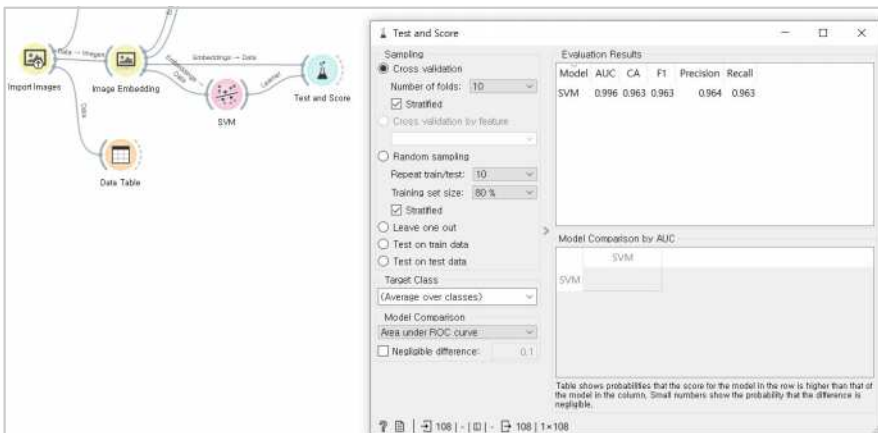 Data → Images
Embeddings → Data
Embeddings →
Data
Learner
Data
Import Images
Image Embedding
SVM
Test and Score
Data Table
Test and Score
Sampling
Cross validation
Number of folds: 10
Stratified
Cross validation by feature
Random sampling
Repeat train/test: 10
Training set size: 80 %
Stratified
Leave one out
Test on train data
Test on test data
Target Class
(Average over classes)
Model Comparison
Area under ROC curve
Negligible difference: 0.1
Evaluation Results
Model AUC CA F1 Precision Recall
SVM 0.996 0.963 0.963 0.964 0.963
Model Comparison by AUC
SVM
SVM
Table shows probabilities that the score for the model in the row is higher than that of
the model in the column. Small numbers show the probability that the difference is
negligible.
? 108 | - | - 108 | 1×108